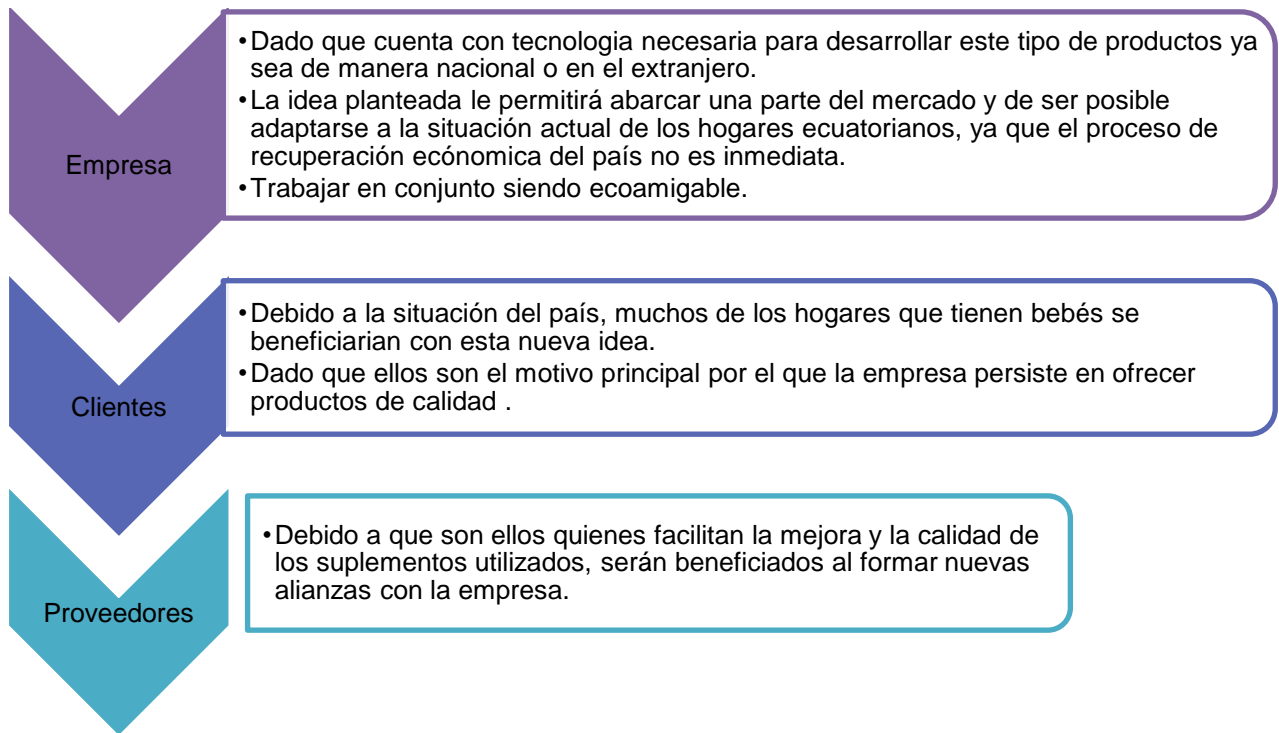 Empresa
•Dado que cuenta con tecnologia necesaria para desarrollar este tipo de productos ya
sea de manera nacional o en el extranjero.
•La idea planteada le permitirá abarcar una parte del mercado y de ser posible
adaptarse a la situación actual de los hogares ecuatorianos, ya que el proceso de
recuperación ecónomica del país no es inmediata.
•Trabajar en conjunto siendo ecoamigable.
Clientes
•Debido a la situación del país, muchos de los hogares que tienen bebés se
beneficiarian con esta nueva idea.
•Dado que ellos son el motivo principal por el que la empresa persiste en ofrecer
productos de calidad .
Proveedores
•Debido a que son ellos quienes facilitan la mejora y la calidad de
los suplementos utilizados, serán beneficiados al formar nuevas
alianzas con la empresa.